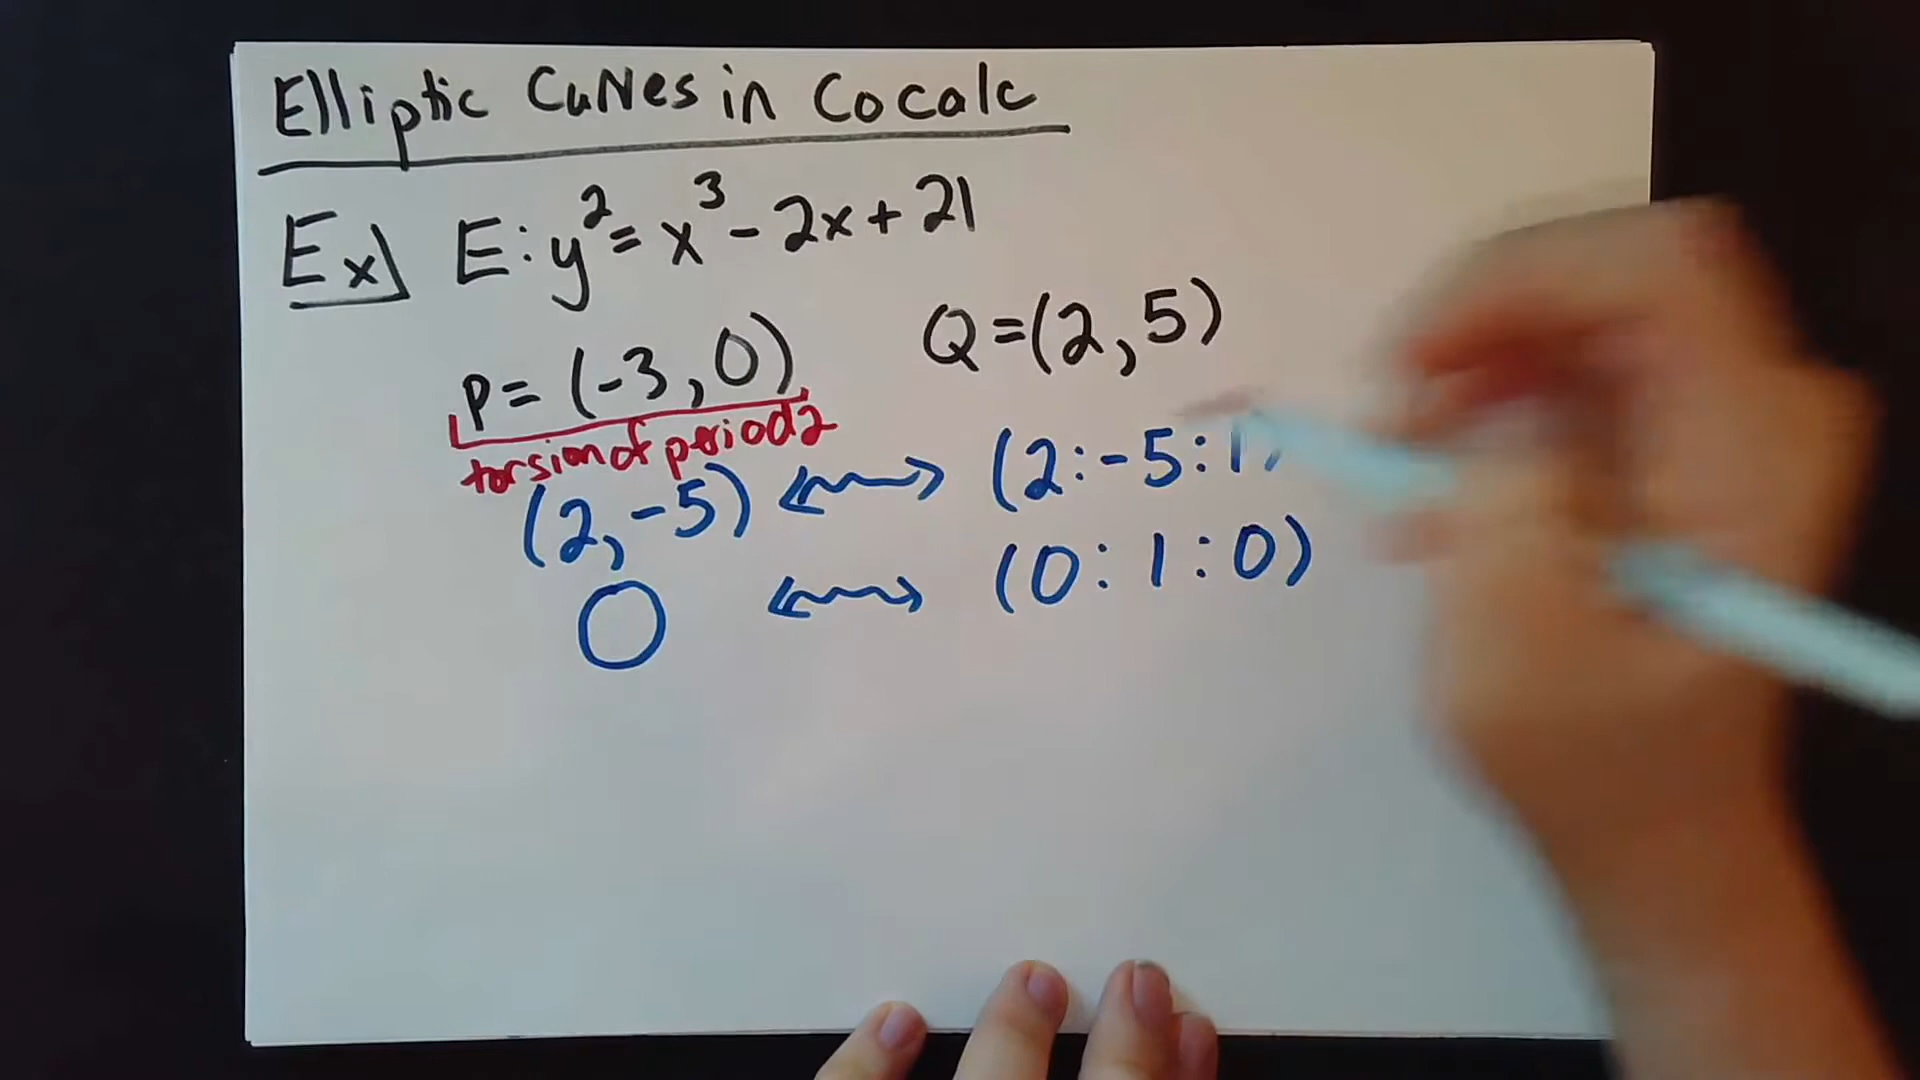 Elliptic Curves in Cocalc
Ex) E: y² = x³ - 2x + 21
P = (-3, 0) Q = (2, 5)
torsion of period 2
(2, -5) ⟷ (2 : -5 : 1)
O ⟷ (0 : 1 : 0)